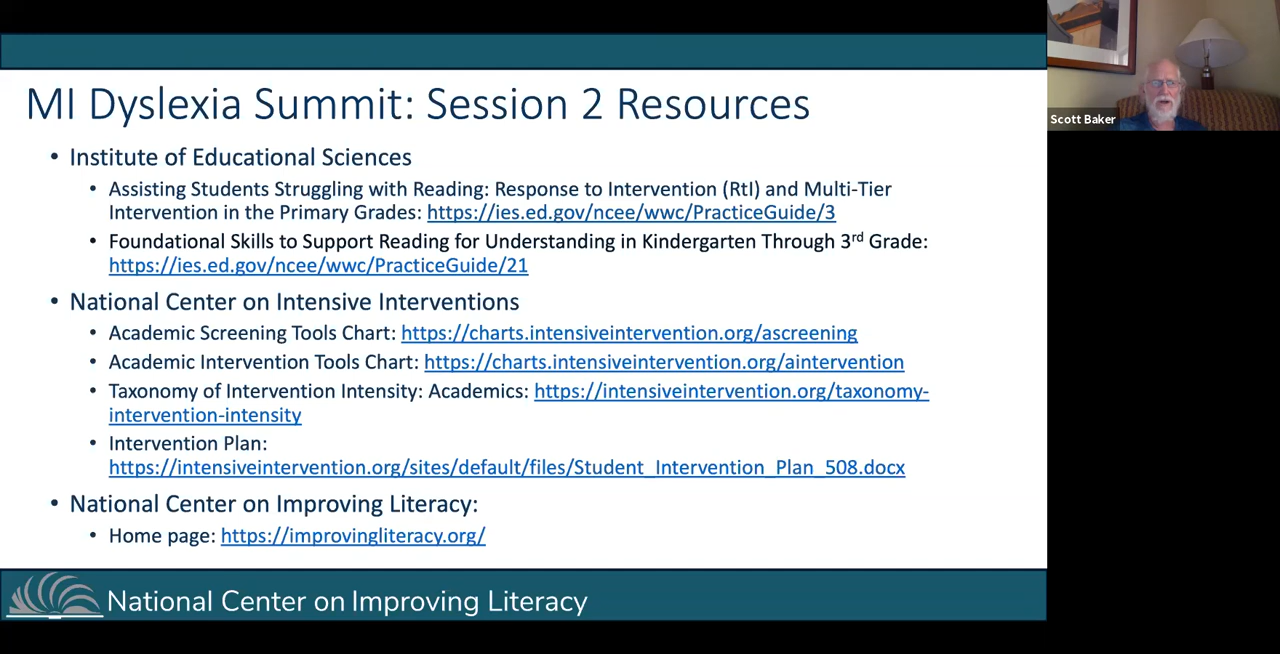 MI Dyslexia Summit: Session 2 Resources
• Institute of Educational Sciences
• Assisting Students Struggling with Reading: Response to Intervention (RtI) and Multi-Tier
Intervention in the Primary Grades: https://ies.ed.gov/ncee/wwc/PracticeGuide/3
• Foundational Skills to Support Reading for Understanding in Kindergarten Through 3rd Grade:
https://ies.ed.gov/ncee/wwc/PracticeGuide/21
• National Center on Intensive Interventions
• Academic Screening Tools Chart: https://charts.intensiveintervention.org/ascreening
• Academic Intervention Tools Chart: https://charts.intensiveintervention.org/aintervention
• Taxonomy of Intervention Intensity: Academics: https://intensiveintervention.org/taxonomy-
intervention-intensity
• Intervention Plan:
https://intensiveintervention.org/sites/default/files/Student_Intervention_Plan_508.docx
• National Center on Improving Literacy:
• Home page: https://improvingliteracy.org/
National Center on Improving Literacy
Scott Baker